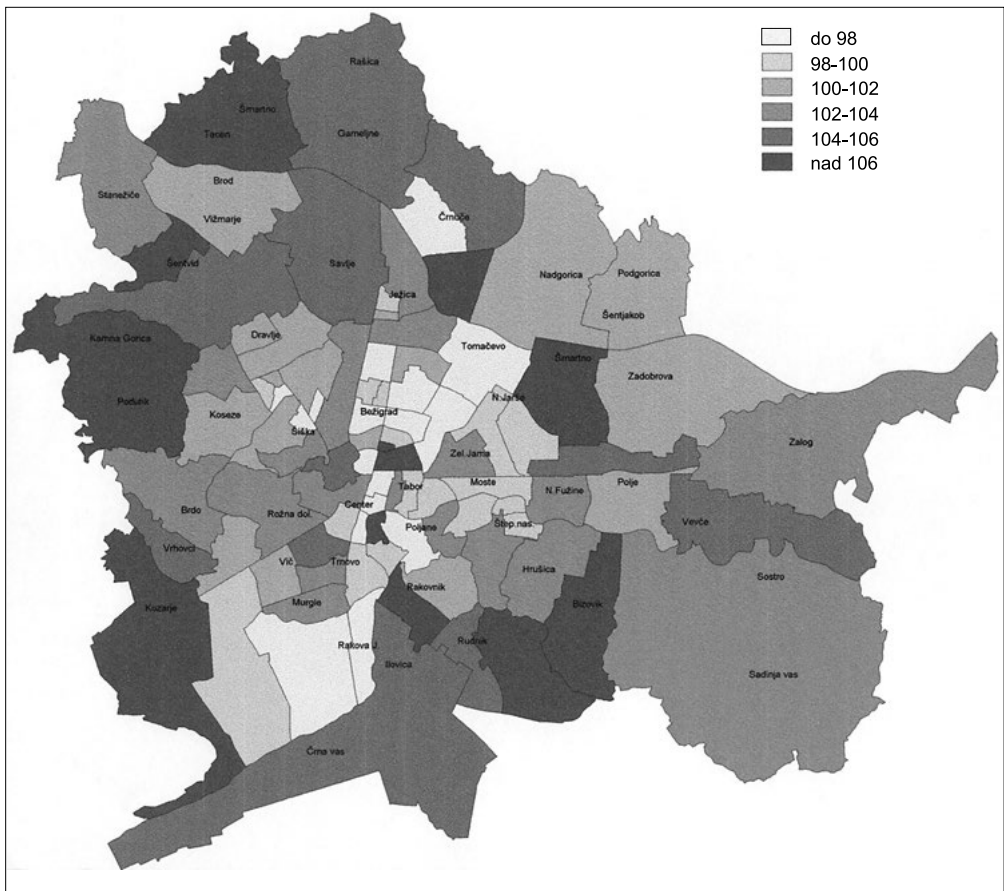 do 98
98-100
100-102
102-104
104-106
nad 106
Rašica
Šmartno
Tacen
Gameljne
Brod
Stanežiče
Vižmarje
Črnuče
Šentvid
Savlje
Nadgorica
Podgorica
Ježica
Šentjakob
Kamna Gorica
Dravlje
Tomačevo
Šmartno
Zadobrova
Podutik
N.Jarše
Koseze
Bežigrad
Šiška
Zalog
Zel.Jama
Moste
Polje
Tabor
N.Fužine
Center
Brdo
Rožna dol.
Poljane
Štep.nas.
Vevče
Vrhovci
Vič
Trnovo
Hrušica
Sostro
Rakovnik
Murgle
Bizovik
Kozarje
Rakova J.
Rudnik
Ilovica
Sadinja vas
Črna vas